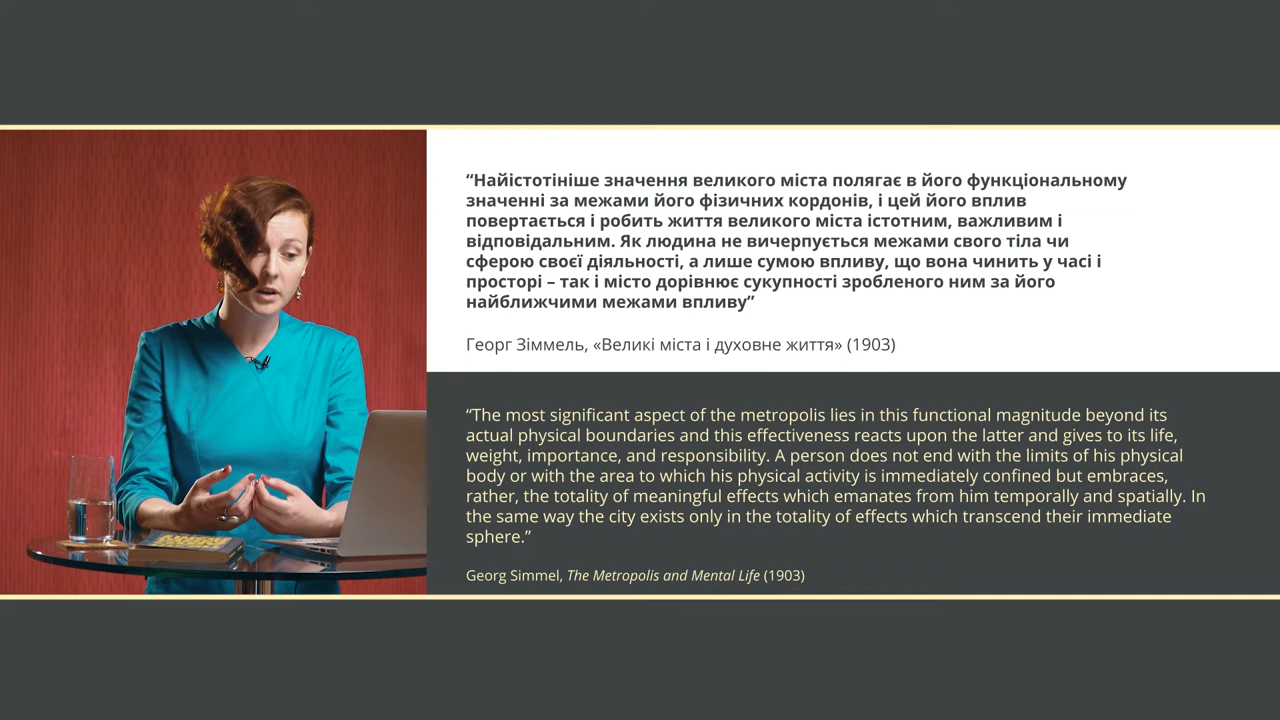 “Найістотініше значення великого міста полягає в його функціональному
значенні за межами його фізичних кордонів, і цей його вплив
повертається і робить життя великого міста істотним, важливим і
відповідальним. Як людина не вичерпується межами свого тіла чи
сферою своєї діяльності, а лише сумою впливу, що вона чинить у часі і
просторі – так і місто дорівнює сукупності зробленого ним за його
найближчими межами впливу”
Георг Зіммель, «Великі міста і духовне життя» (1903)
“The most significant aspect of the metropolis lies in this functional magnitude beyond its
actual physical boundaries and this effectiveness reacts upon the latter and gives to its life,
weight, importance, and responsibility. A person does not end with the limits of his physical
body or with the area to which his physical activity is immediately confined but embraces,
rather, the totality of meaningful effects which emanates from him temporally and spatially. In
the same way the city exists only in the totality of effects which transcend their immediate
sphere.”
Georg Simmel, The Metropolis and Mental Life (1903)